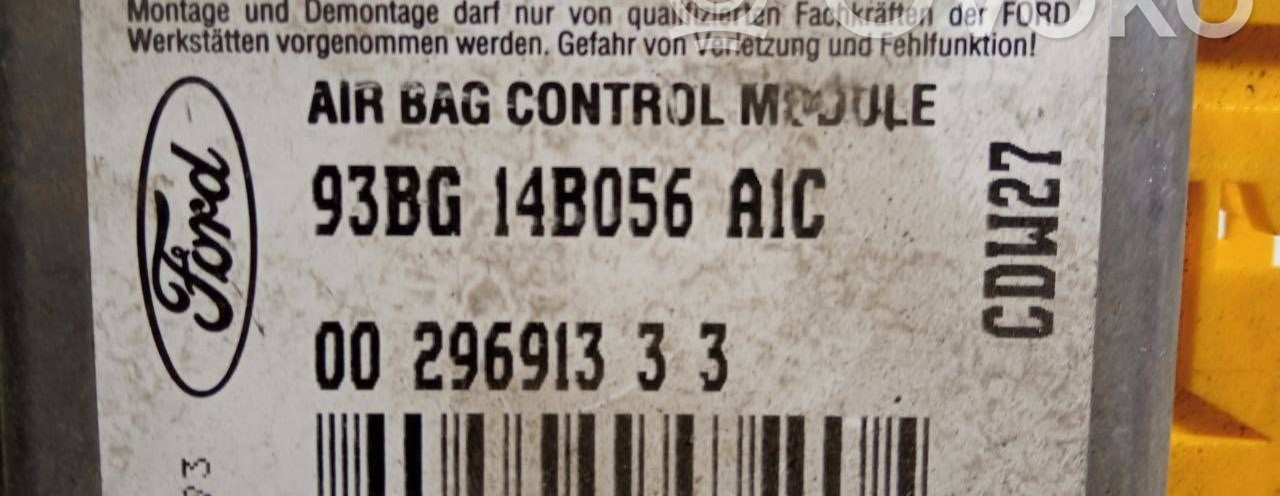 Montage und Demontage darf nur von qualifizierten Fachkräften der FORD
Werkstätten vorgenommen werden. Gefahr von Verletzung und Fehlfunktion!
AIR BAG CONTROL MODULE
Ford
93BG 14B056 A1C
CDW27
00 296913 3 3